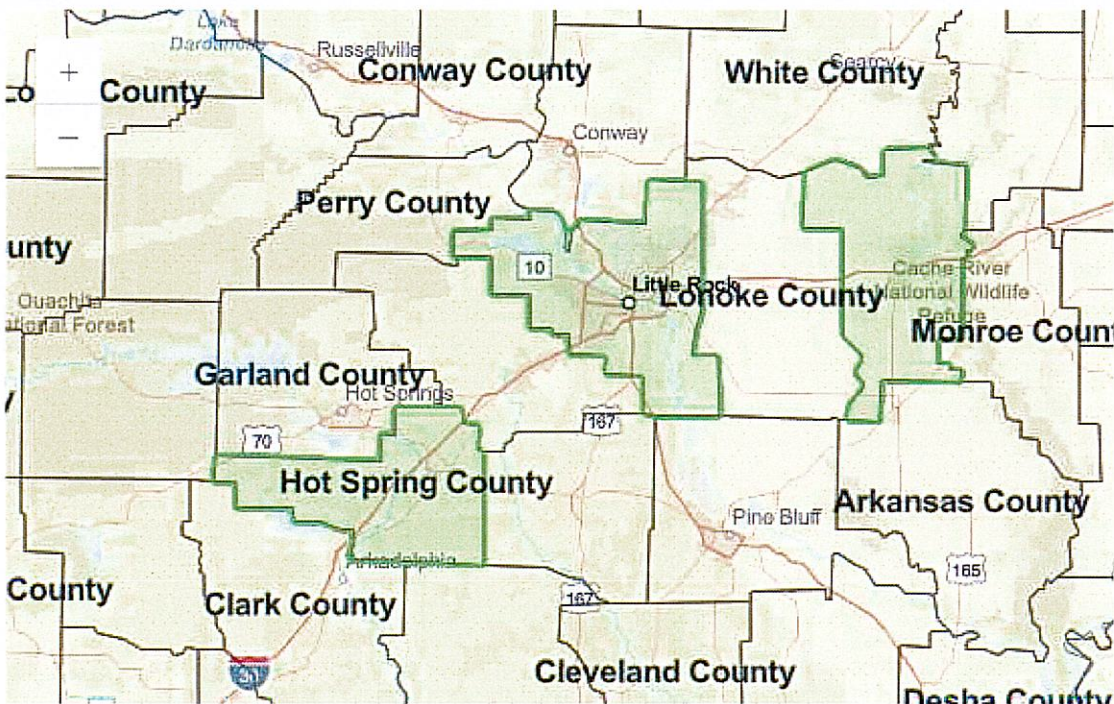 Lake
Dardanelle
Russellville
Conway County
White County
Searcy
+
County
−
Conway
Perry County
10
Little Rock
Lonoke County
Cache River
National Wildlife
Refuge
unty
Ouachita
ational Forest
Monroe Count
Garland County
Hot Springs
70
167
Hot Spring County
Arkansas County
Pine Bluff
Arkadelphia
165
County
Clark County
167
30
Cleveland County
Desha County